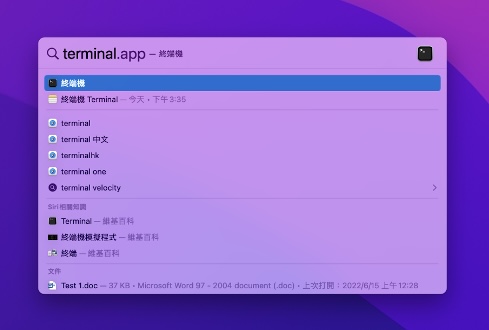 terminal.app — 終端機
終端機
終端機 Terminal — 今天，下午3:35
terminal
terminal 中文
terminalhk
terminal one
terminal velocity
Siri 相關知識
Terminal — 維基百科
終端機模擬程式 — 維基百科
終端 — 維基百科
文件
Test 1.doc — 37 KB • Microsoft Word 97 - 2004 document (.doc) • 上次打開：2022/6/15 上午12:28